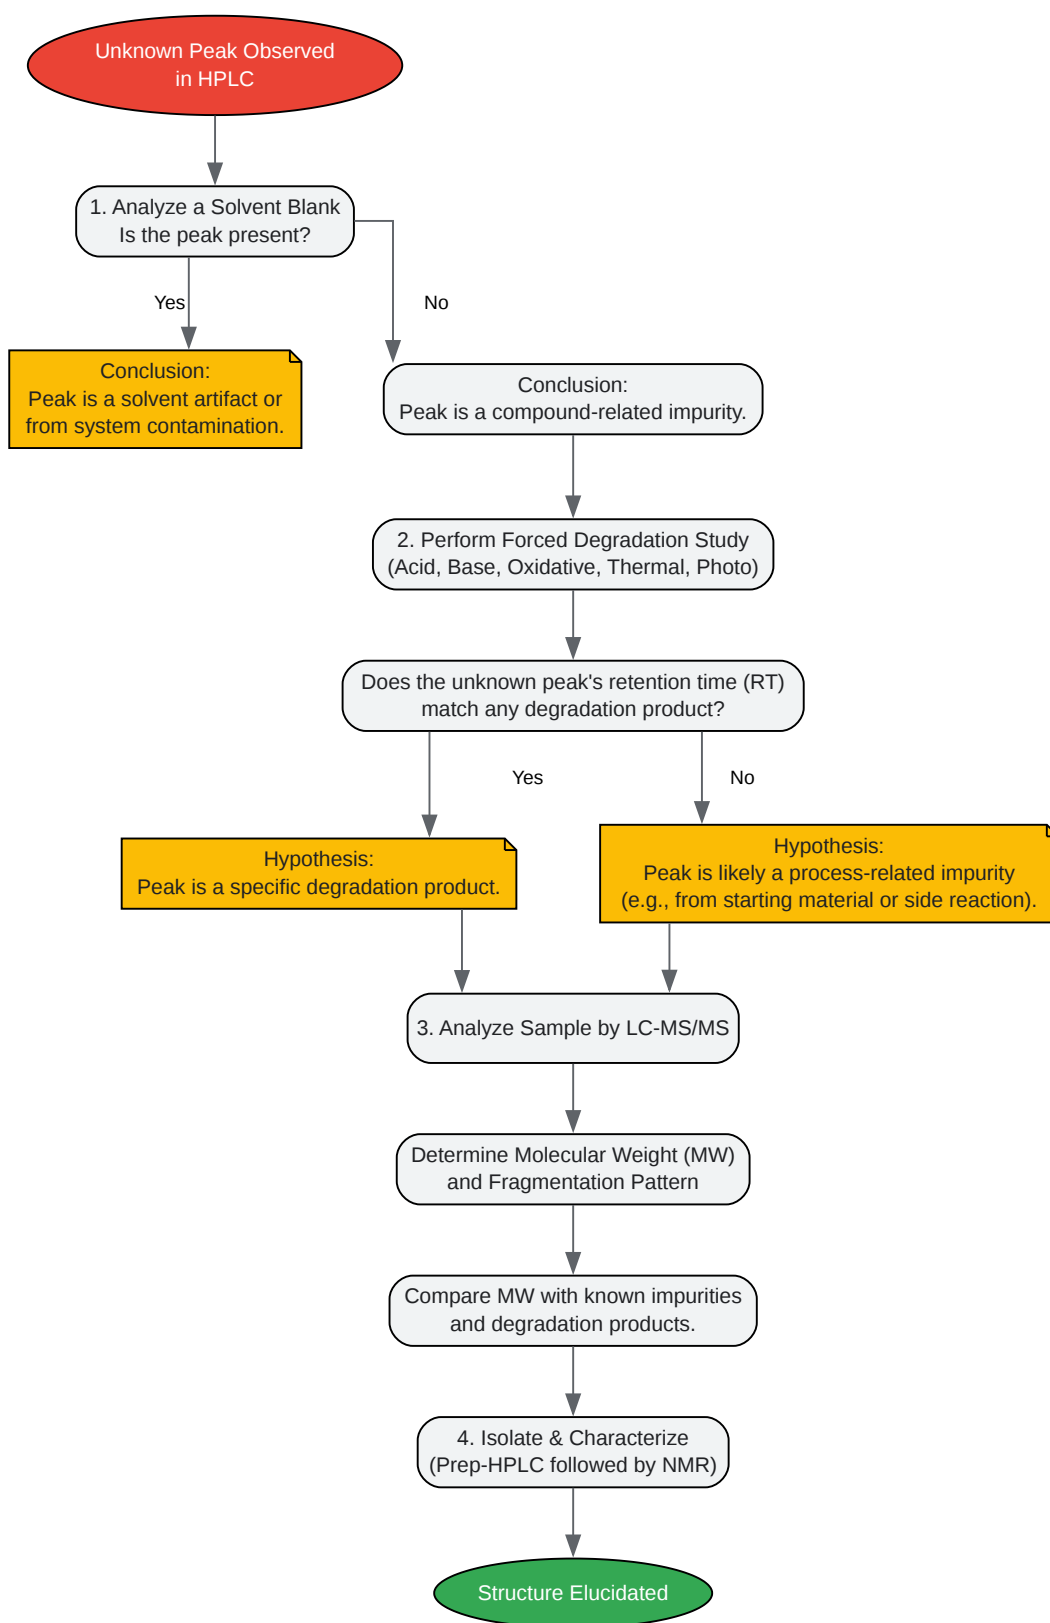 Unknown Peak Observed
in HPLC
1. Analyze a Solvent Blank
Is the peak present?
Yes
No
Conclusion:
Peak is a solvent artifact or
from system contamination.
Conclusion:
Peak is a compound-related impurity.
2. Perform Forced Degradation Study
(Acid, Base, Oxidative, Thermal, Photo)
Does the unknown peak's retention time (RT)
match any degradation product?
Yes
No
Hypothesis:
Peak is a specific degradation product.
Hypothesis:
Peak is likely a process-related impurity
(e.g., from starting material or side reaction).
3. Analyze Sample by LC-MS/MS
Determine Molecular Weight (MW)
and Fragmentation Pattern
Compare MW with known impurities
and degradation products.
4. Isolate & Characterize
(Prep-HPLC followed by NMR)
Structure Elucidated